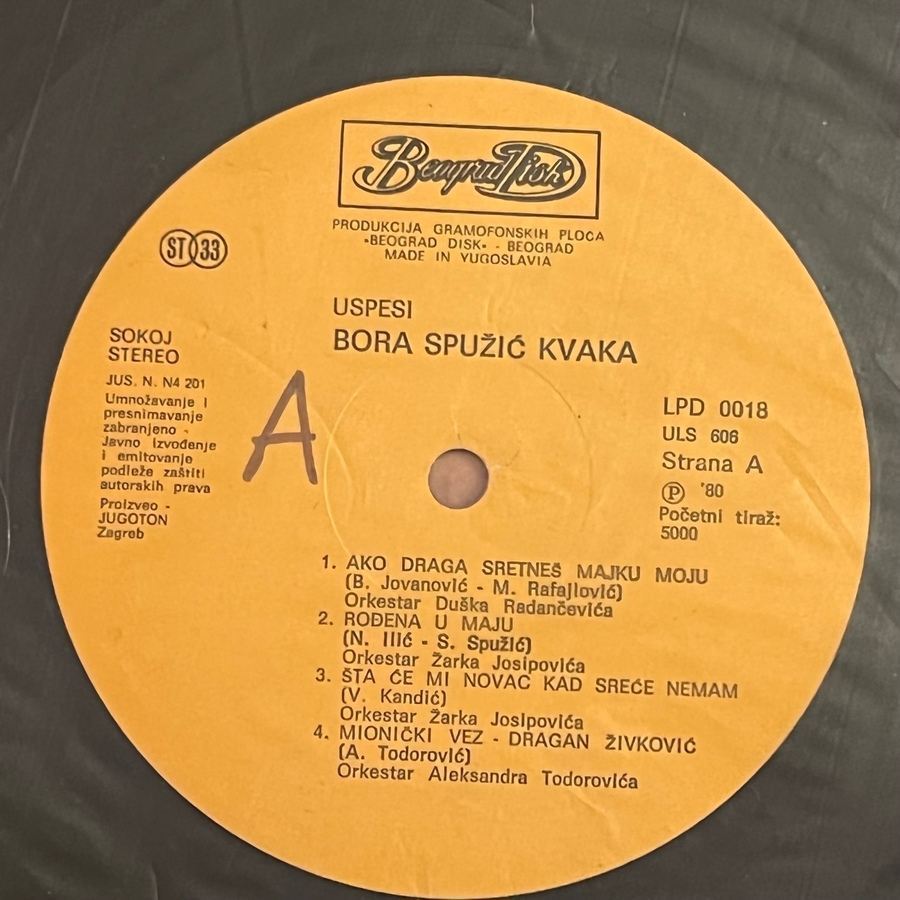 Beograd Disk
PRODUKCIJA GRAMOFONSKIH PLOČA
"BEOGRAD DISK" - BEOGRAD
MADE IN YUGOSLAVIA
ST 33
USPESI
BORA SPUŽIĆ KVAKA
SOKOJ
STEREO
JUS. N. N4 201
Umnožavanje i
presnimavanje
zabranjeno -
Javno izvođenje
i emitovanje
podleže zaštiti
autorskih prava
Proizveo -
JUGOTON
Zagreb
A
LPD 0018
ULS 606
Strana A
Ⓟ '80
Početni tiraž:
5000
1. AKO DRAGA SRETNEŠ MAJKU MOJU
(B. Jovanović - M. Rafajlović)
Orkestar Duška Radančevića
2. ROĐENA U MAJU
(N. Ilić - S. Spužić)
Orkestar Žarka Josipovića
3. ŠTA ĆE MI NOVAC KAD SREĆE NEMAM
(V. Kandić)
Orkestar Žarka Josipovića
4. MIONIČKI VEZ - DRAGAN ŽIVKOVIĆ
(A. Todorović)
Orkestar Aleksandra Todorovića